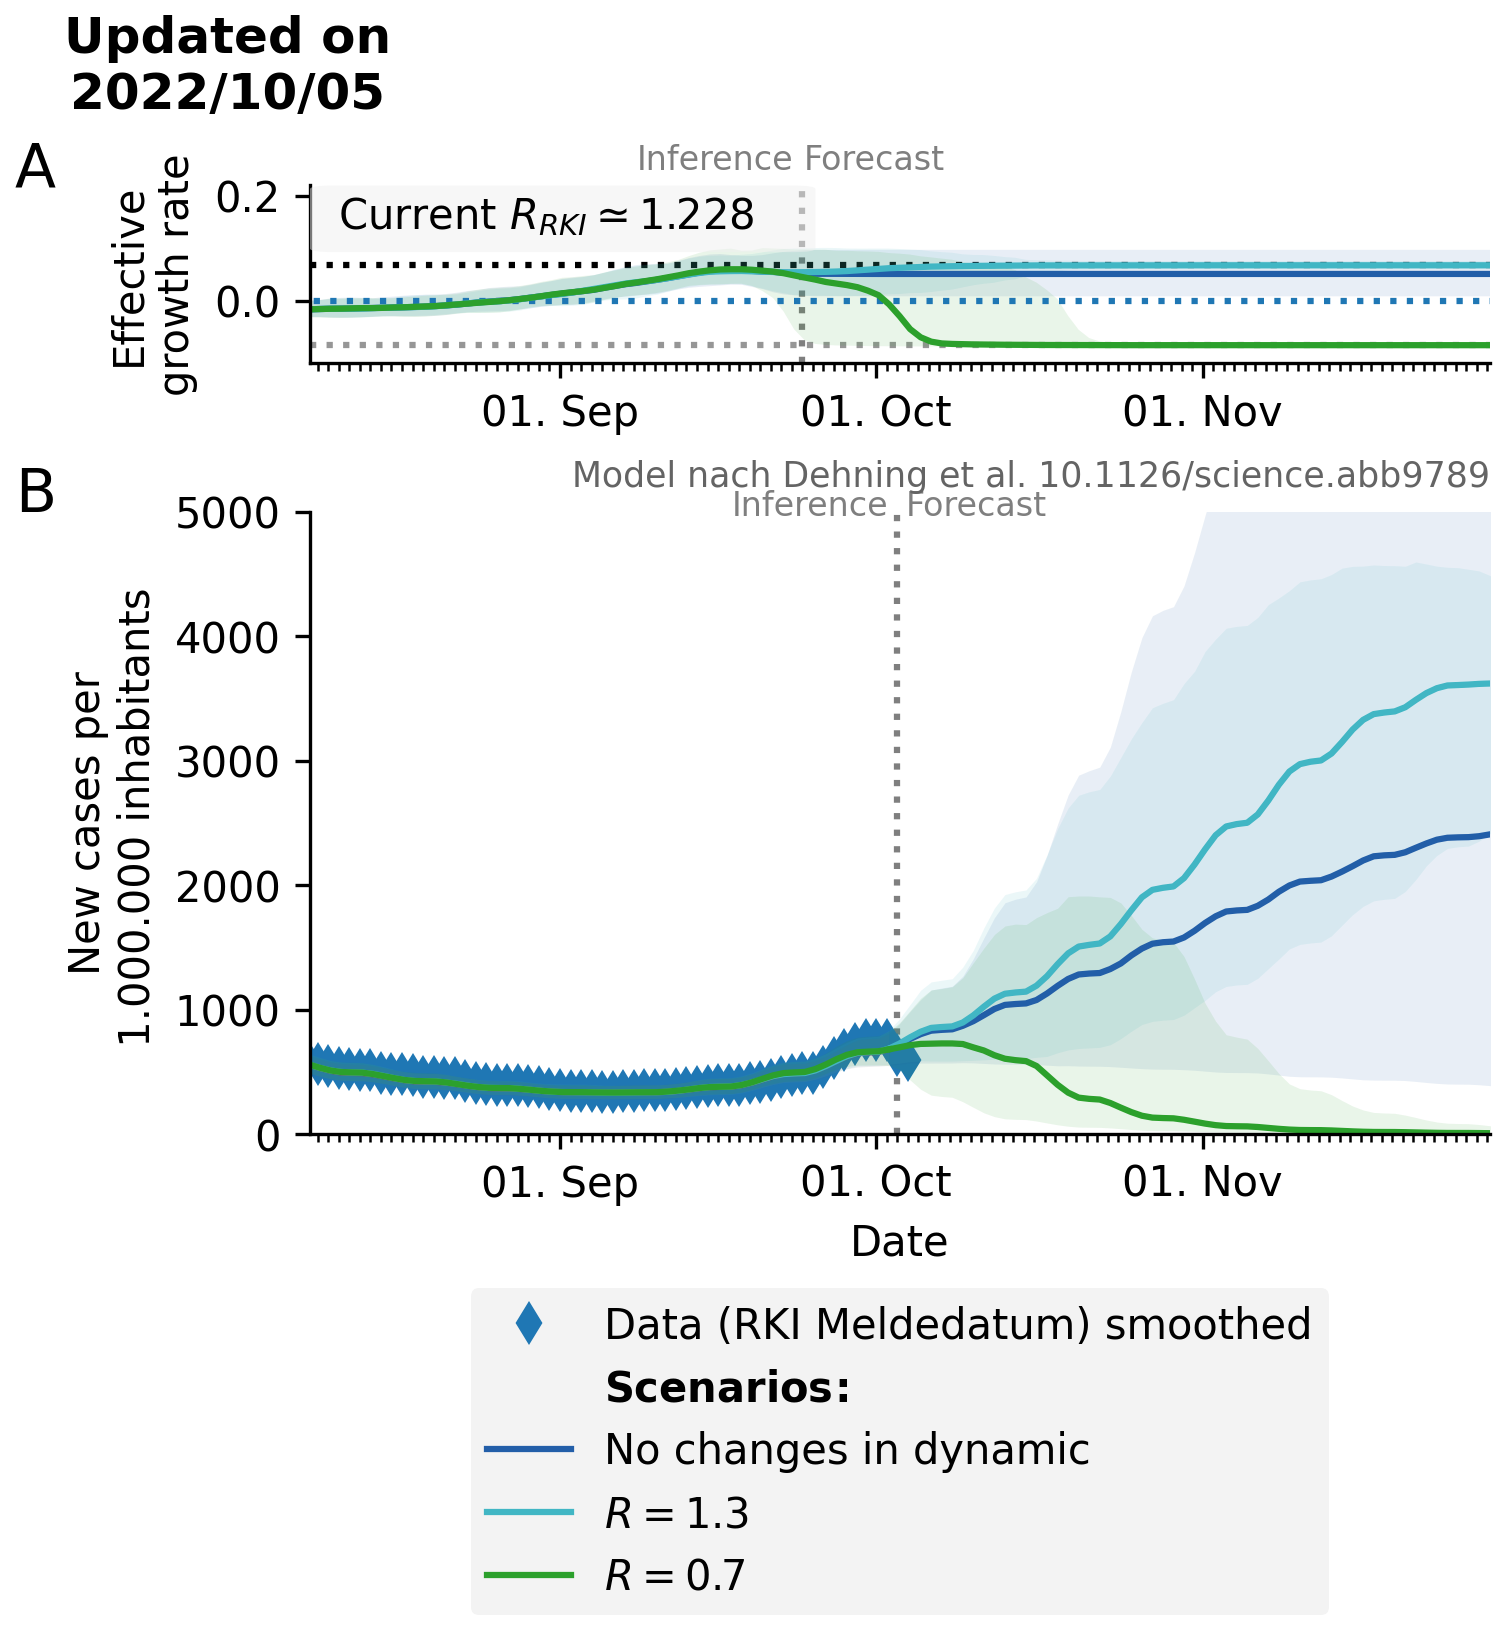 Updated on
2022/10/05
A
Inference Forecast
Effective
growth rate
0.2
0.0
Current R_RKI ≃ 1.228
01. Sep
01. Oct
01. Nov
B
Model nach Dehning et al. 10.1126/science.abb9789
Inference Forecast
New cases per
1.000.000 inhabitants
5000
4000
3000
2000
1000
0
01. Sep
01. Oct
01. Nov
Date
Data (RKI Meldedatum) smoothed
Scenarios:
No changes in dynamic
R = 1.3
R = 0.7